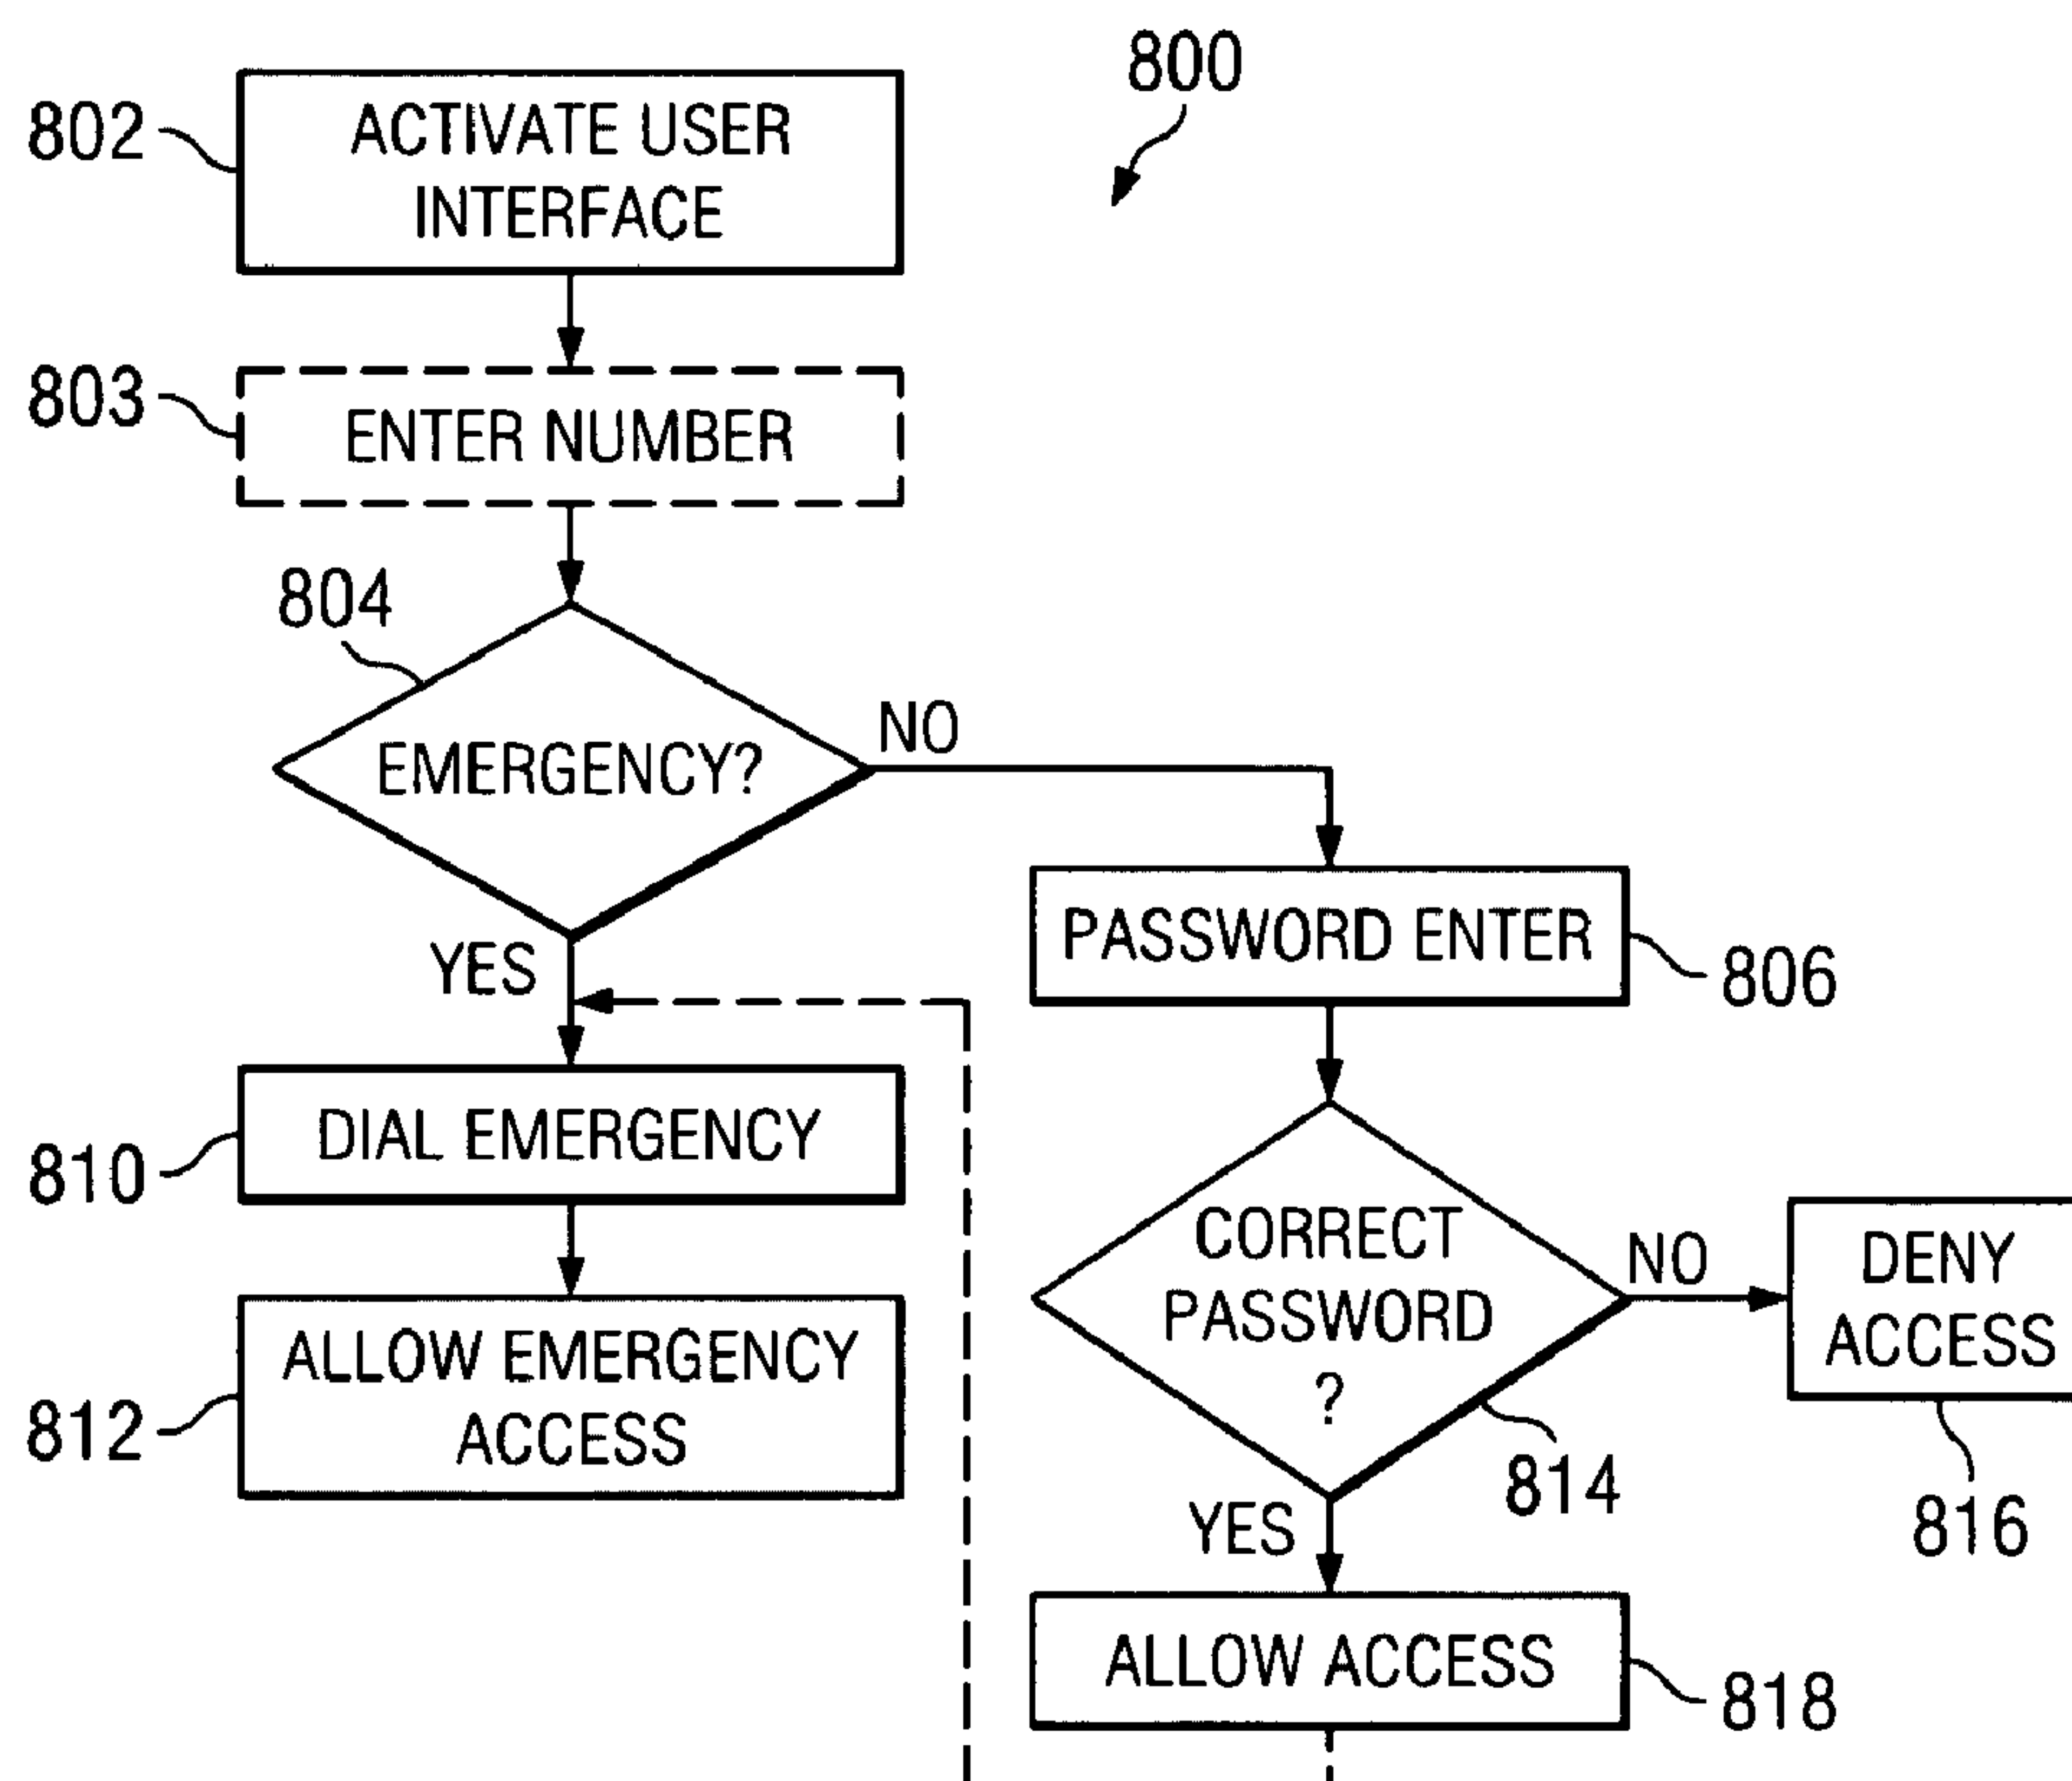 800
802
ACTIVATE USER
INTERFACE
803
ENTER NUMBER
804
EMERGENCY?
NO
YES
PASSWORD ENTER
806
810
DIAL EMERGENCY
CORRECT
PASSWORD
?
NO
DENY
ACCESS
812
ALLOW EMERGENCY
ACCESS
814
816
YES
ALLOW ACCESS
818